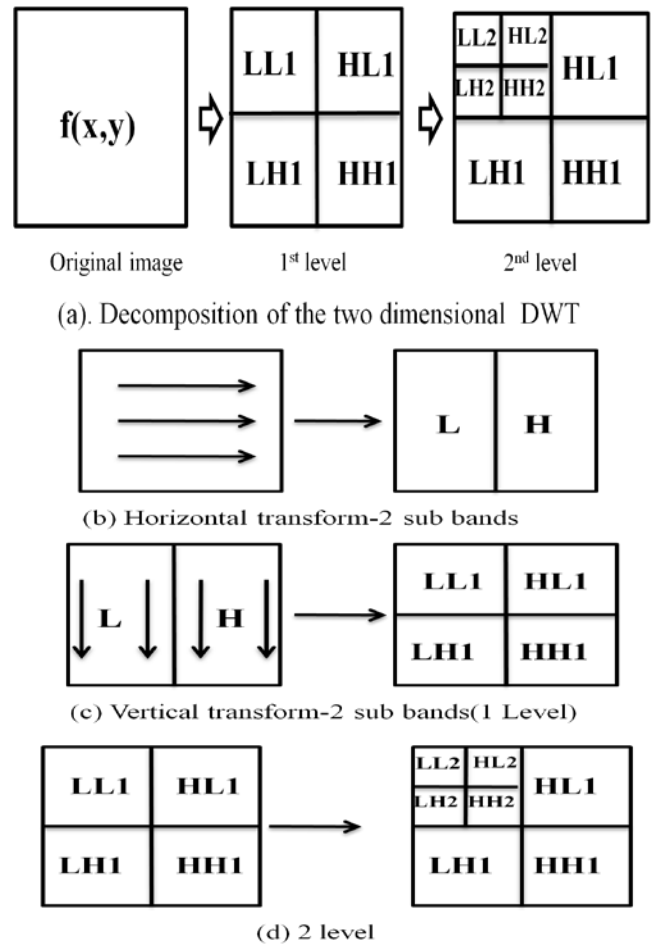 f(x,y)
LL1 HL1
LH1 HH1
LL2 HL2
LH2 HH2
HL1
LH1 HH1
Original image 1st level 2nd level
(a). Decomposition of the two dimensional DWT
L H
(b) Horizontal transform-2 sub bands
L H
LL1 HL1
LH1 HH1
(c) Vertical transform-2 sub bands(1 Level)
LL1 HL1
LH1 HH1
LL2 HL2
LH2 HH2
HL1
LH1 HH1
(d) 2 level